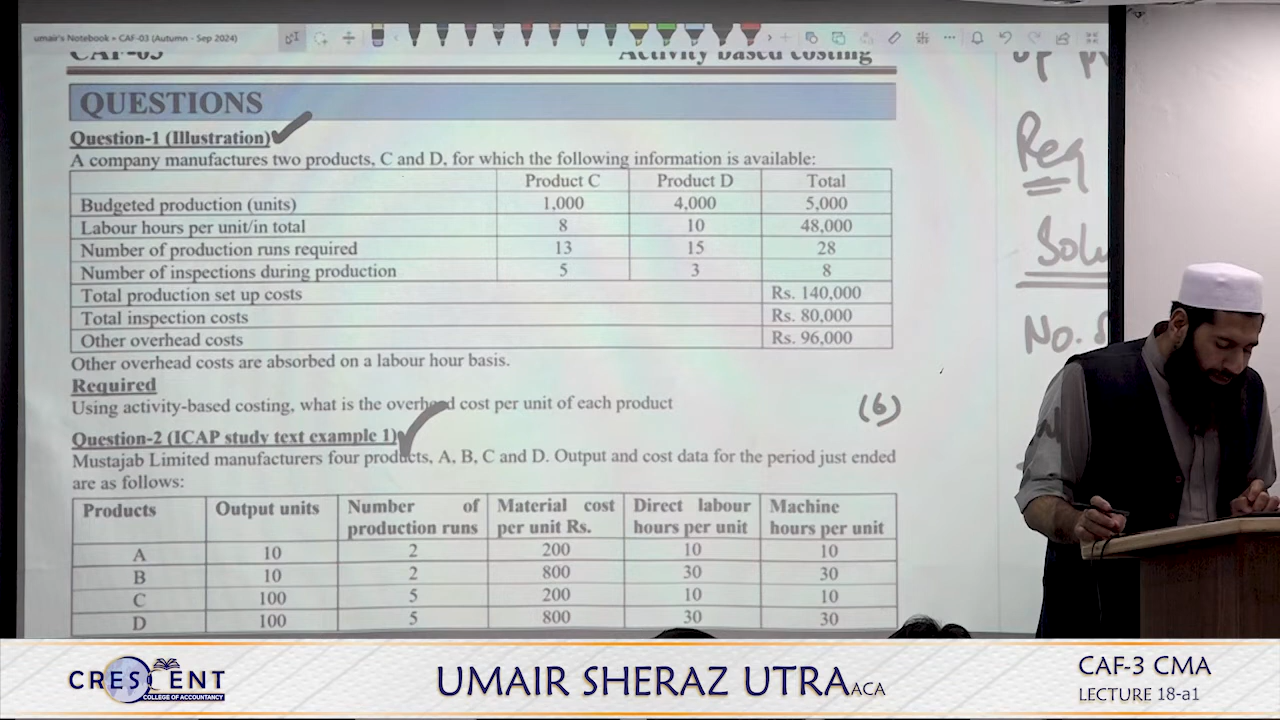 umair's Notebook » CAF-03 (Autumn - Sep 2024)
CAF-03 Activity based costing
QUESTIONS
Question-1 (Illustration)
A company manufactures two products, C and D, for which the following information is available:
Product C Product D Total
Budgeted production (units) 1,000 4,000 5,000
Labour hours per unit/in total 8 10 48,000
Number of production runs required 13 15 28
Number of inspections during production 5 3 8
Total production set up costs Rs. 140,000
Total inspection costs Rs. 80,000
Other overhead costs Rs. 96,000
Other overhead costs are absorbed on a labour hour basis.
Required
Using activity-based costing, what is the overhead cost per unit of each product (6)
Question-2 (ICAP study text example 1)
Mustajab Limited manufacturers four products, A, B, C and D. Output and cost data for the period just ended
are as follows:
Products Output units Number of Material cost Direct labour Machine
production runs per unit Rs. hours per unit hours per unit
A 10 2 200 10 10
B 10 2 800 30 30
C 100 5 200 10 10
D 100 5 800 30 30
Req
No.
CRESCENT
COLLEGE OF ACCOUNTANCY
UMAIR SHERAZ UTRA ACA
CAF-3 CMA
LECTURE 18-a1